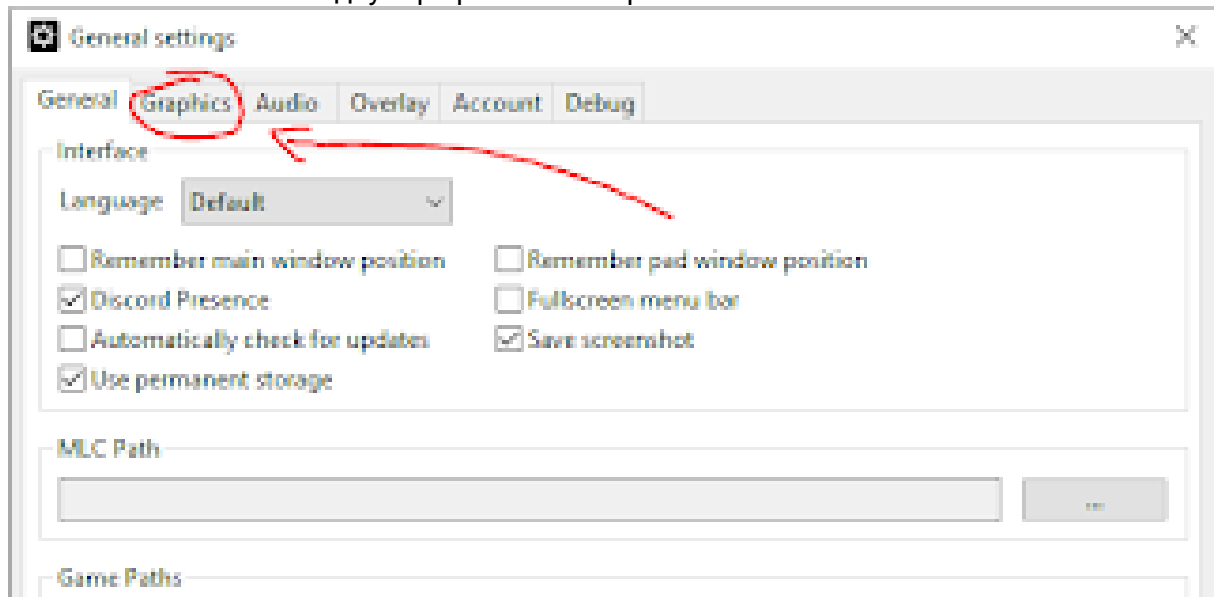 General settings
General Graphics Audio Overlay Account Debug
Interface
Language Default
Remember main window position Remember pad window position
Discord Presence Fullscreen menu bar
Automatically check for updates Save screenshot
Use permanent storage
MLC Path
...
Game Paths